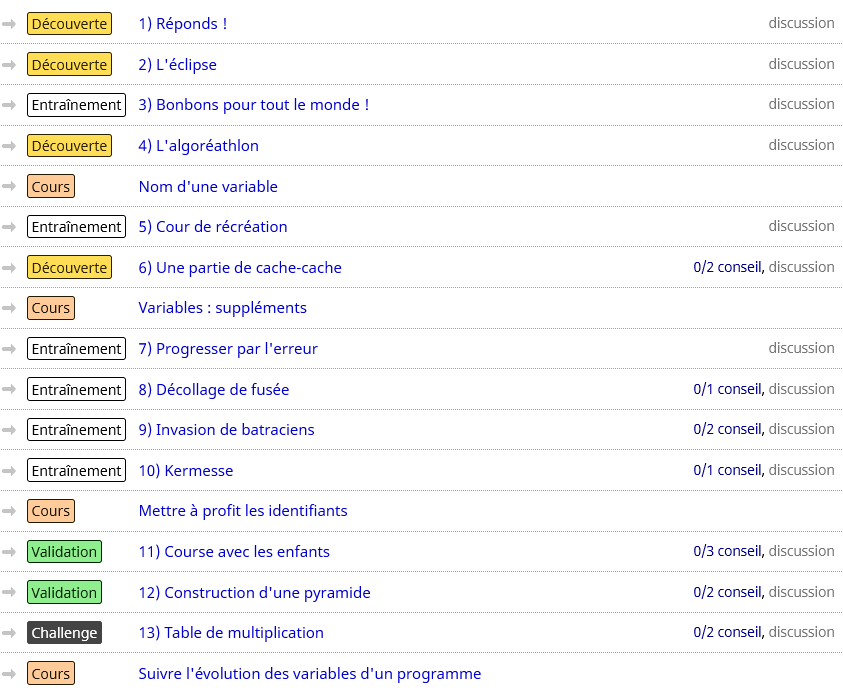 Découverte 1) Réponds ! discussion
Découverte 2) L'éclipse discussion
Entraînement 3) Bonbons pour tout le monde ! discussion
Découverte 4) L'algoréathlon discussion
Cours Nom d'une variable
Entraînement 5) Cour de récréation discussion
Découverte 6) Une partie de cache-cache 0/2 conseil, discussion
Cours Variables : suppléments
Entraînement 7) Progresser par l'erreur discussion
Entraînement 8) Décollage de fusée 0/1 conseil, discussion
Entraînement 9) Invasion de batraciens 0/2 conseil, discussion
Entraînement 10) Kermesse 0/1 conseil, discussion
Cours Mettre à profit les identifiants
Validation 11) Course avec les enfants 0/3 conseil, discussion
Validation 12) Construction d'une pyramide 0/2 conseil, discussion
Challenge 13) Table de multiplication 0/2 conseil, discussion
Cours Suivre l'évolution des variables d'un programme